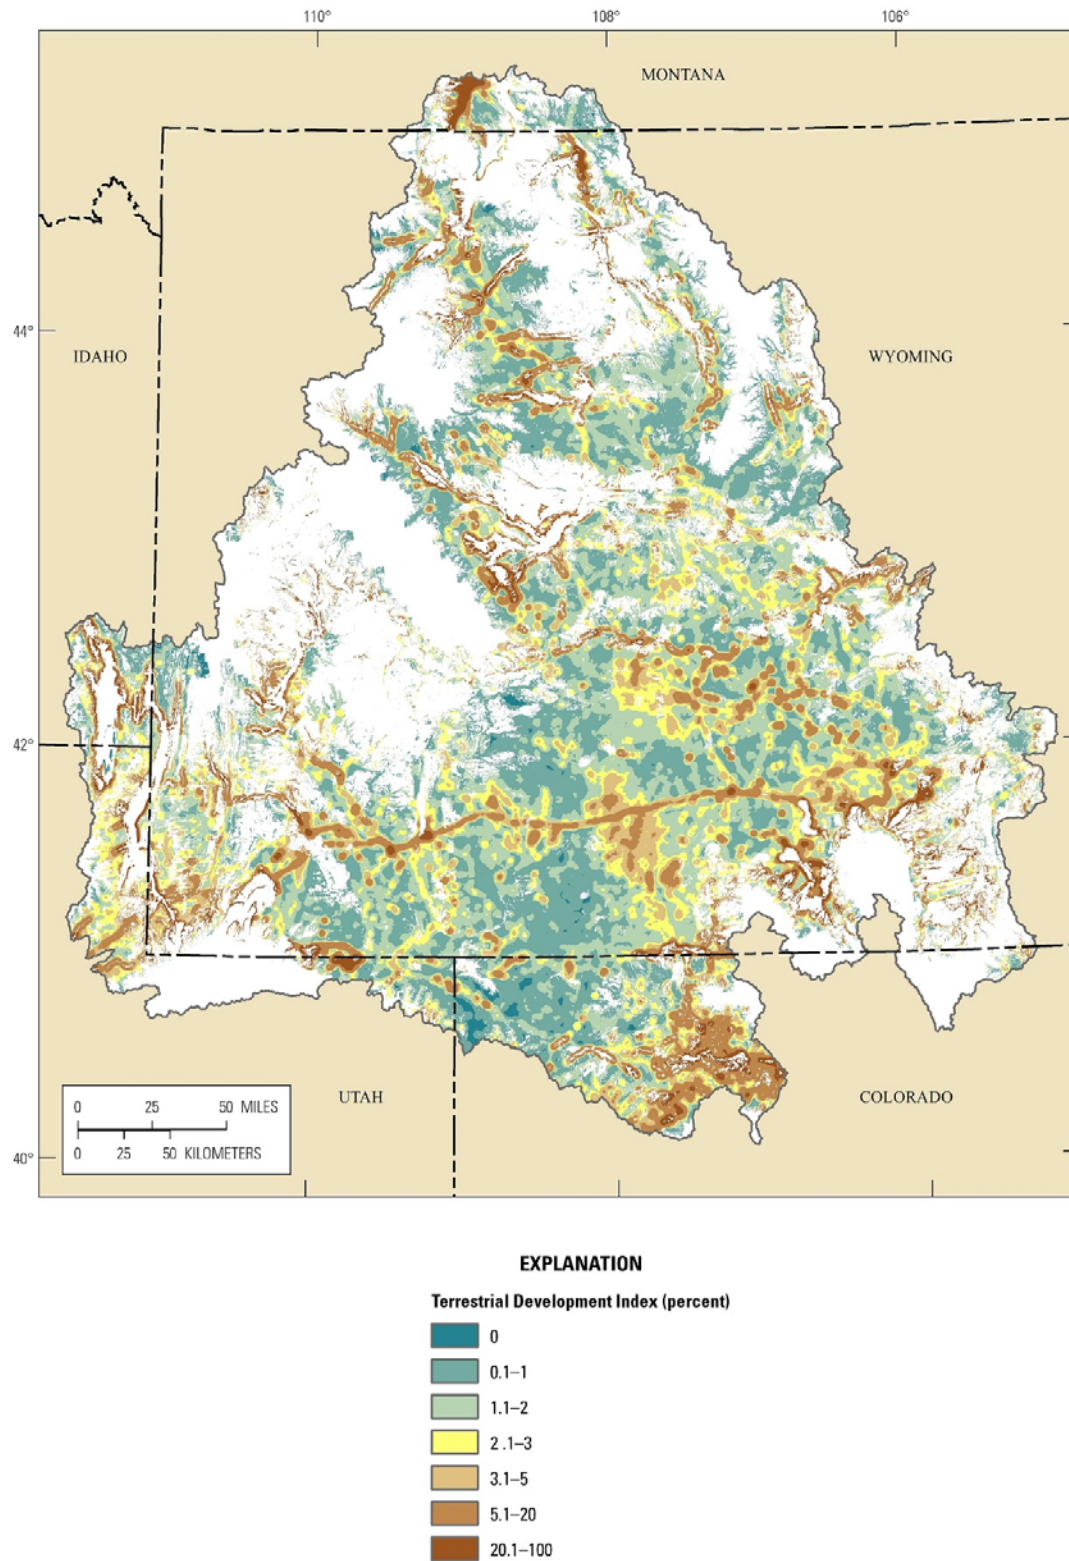 110° 108° 106°
MONTANA
44°
IDAHO WYOMING
42°
0 25 50 MILES
0 25 50 KILOMETERS
UTAH COLORADO
40°
EXPLANATION
Terrestrial Development Index (percent)
0
0.1–1
1.1–2
2 .1–3
3.1–5
5.1–20
20.1–100